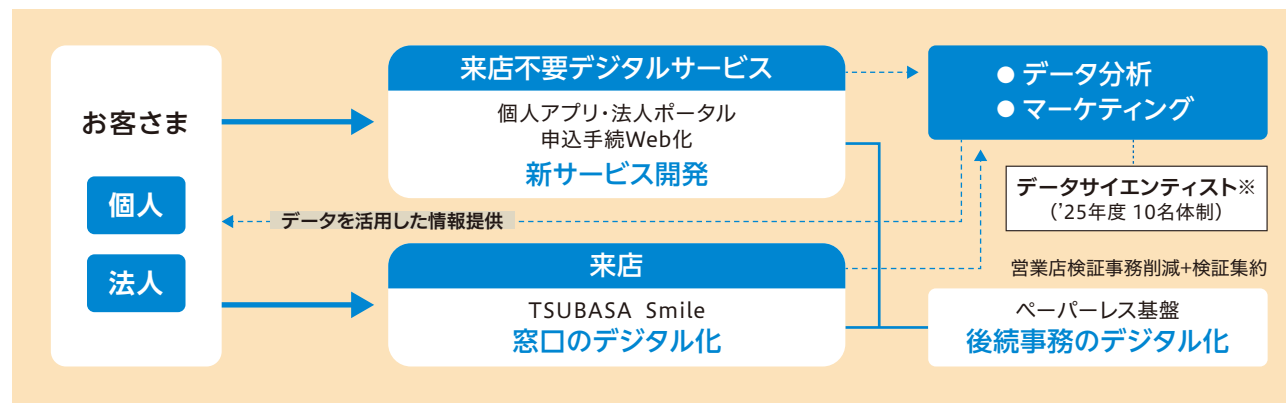 お客さま
個人
法人
来店不要デジタルサービス
個人アプリ・法人ポータル
申込手続Web化
新サービス開発
データを活用した情報提供
来店
TSUBASA Smile
窓口のデジタル化
● データ分析
● マーケティング
データサイエンティスト※
('25年度 10名体制)
営業店検証事務削減+検証集約
ペーパーレス基盤
後続事務のデジタル化